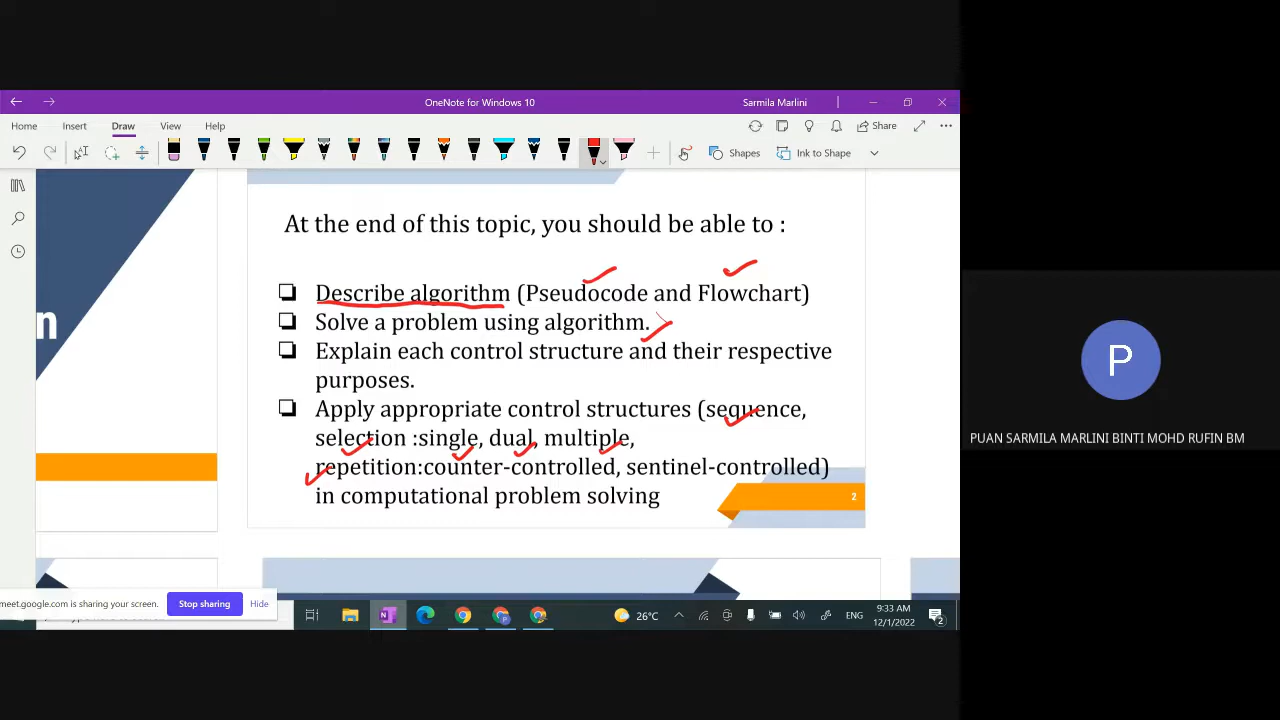 OneNote for Windows 10
Sarmila Marlini
Home Insert Draw View Help
Share
Shapes
Ink to Shape
At the end of this topic, you should be able to :
Describe algorithm (Pseudocode and Flowchart)
Solve a problem using algorithm.
Explain each control structure and their respective
purposes.
Apply appropriate control structures (sequence,
selection :single, dual, multiple,
repetition:counter-controlled, sentinel-controlled)
in computational problem solving
2
n
P
PUAN SARMILA MARLINI BINTI MOHD RUFIN BM
meet.google.com is sharing your screen.
Stop sharing
Hide
26°C
ENG
9:33 AM
12/1/2022
2